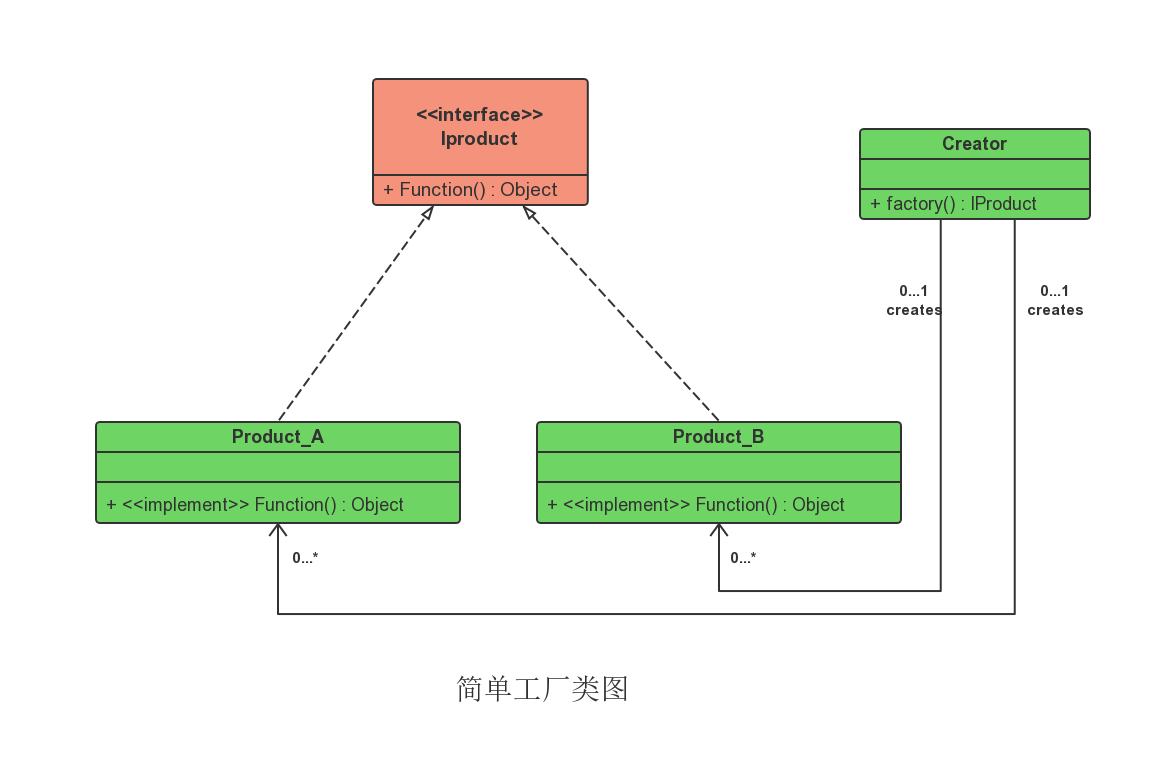 <<interface>>
Iproduct
+ Function() : Object
Creator
+ factory() : IProduct
0...1
creates
0...1
creates
Product_A
+ <<implement>> Function() : Object
Product_B
+ <<implement>> Function() : Object
0...*
0...*
简单工厂类图